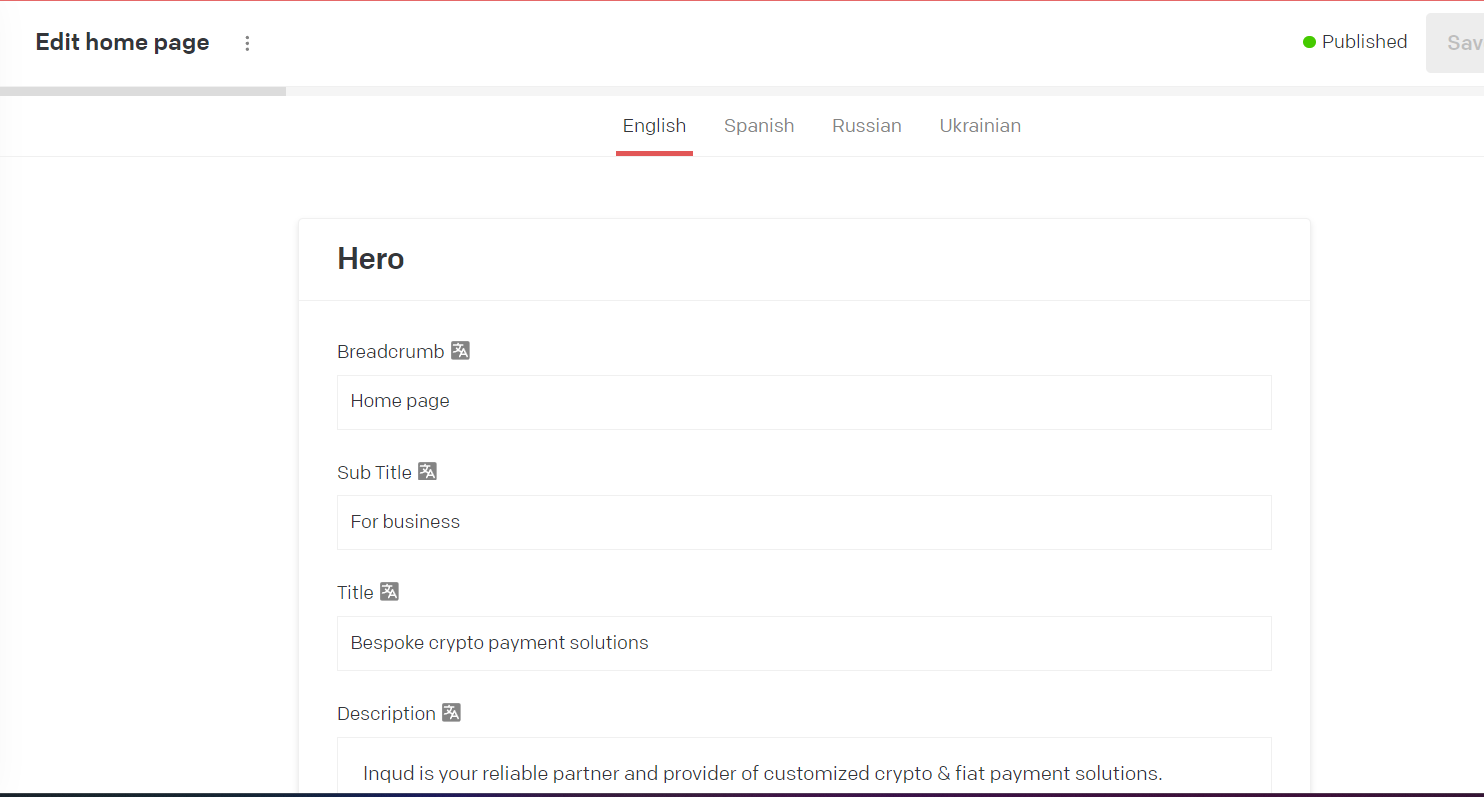 Edit home page
Published
Sav
English Spanish Russian Ukrainian
Hero
Breadcrumb
Home page
Sub Title
For business
Title
Bespoke crypto payment solutions
Description
Inqud is your reliable partner and provider of customized crypto & fiat payment solutions.